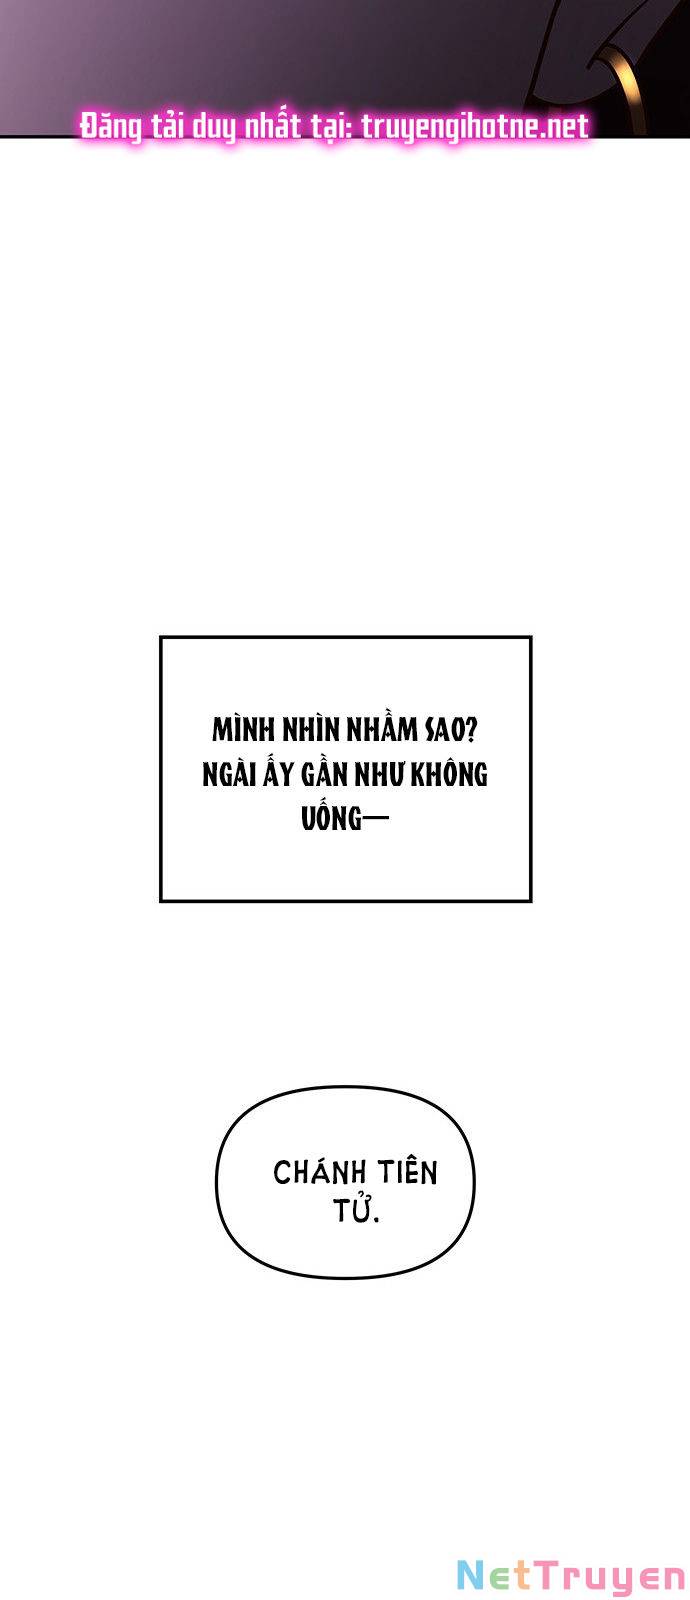 Đăng tải duy nhất tại: truyengihotne.net
MÌNH NHÌN NHẦM SAO?
NGÀI ẤY GẦN NHƯ KHÔNG
UỐNG—
CHÁNH TIÊN
TỬ.
NetTruyen